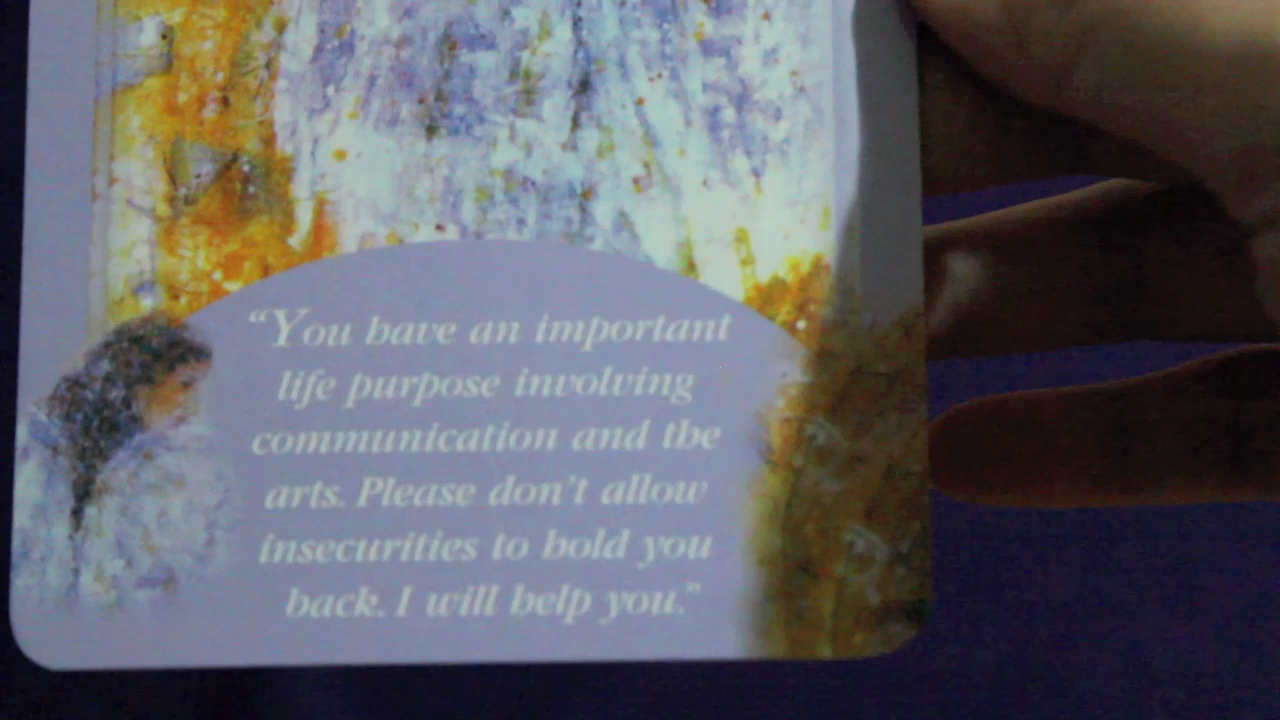 “You have an important
life purpose involving
communication and the
arts. Please don't allow
insecurities to hold you
back. I will help you.”